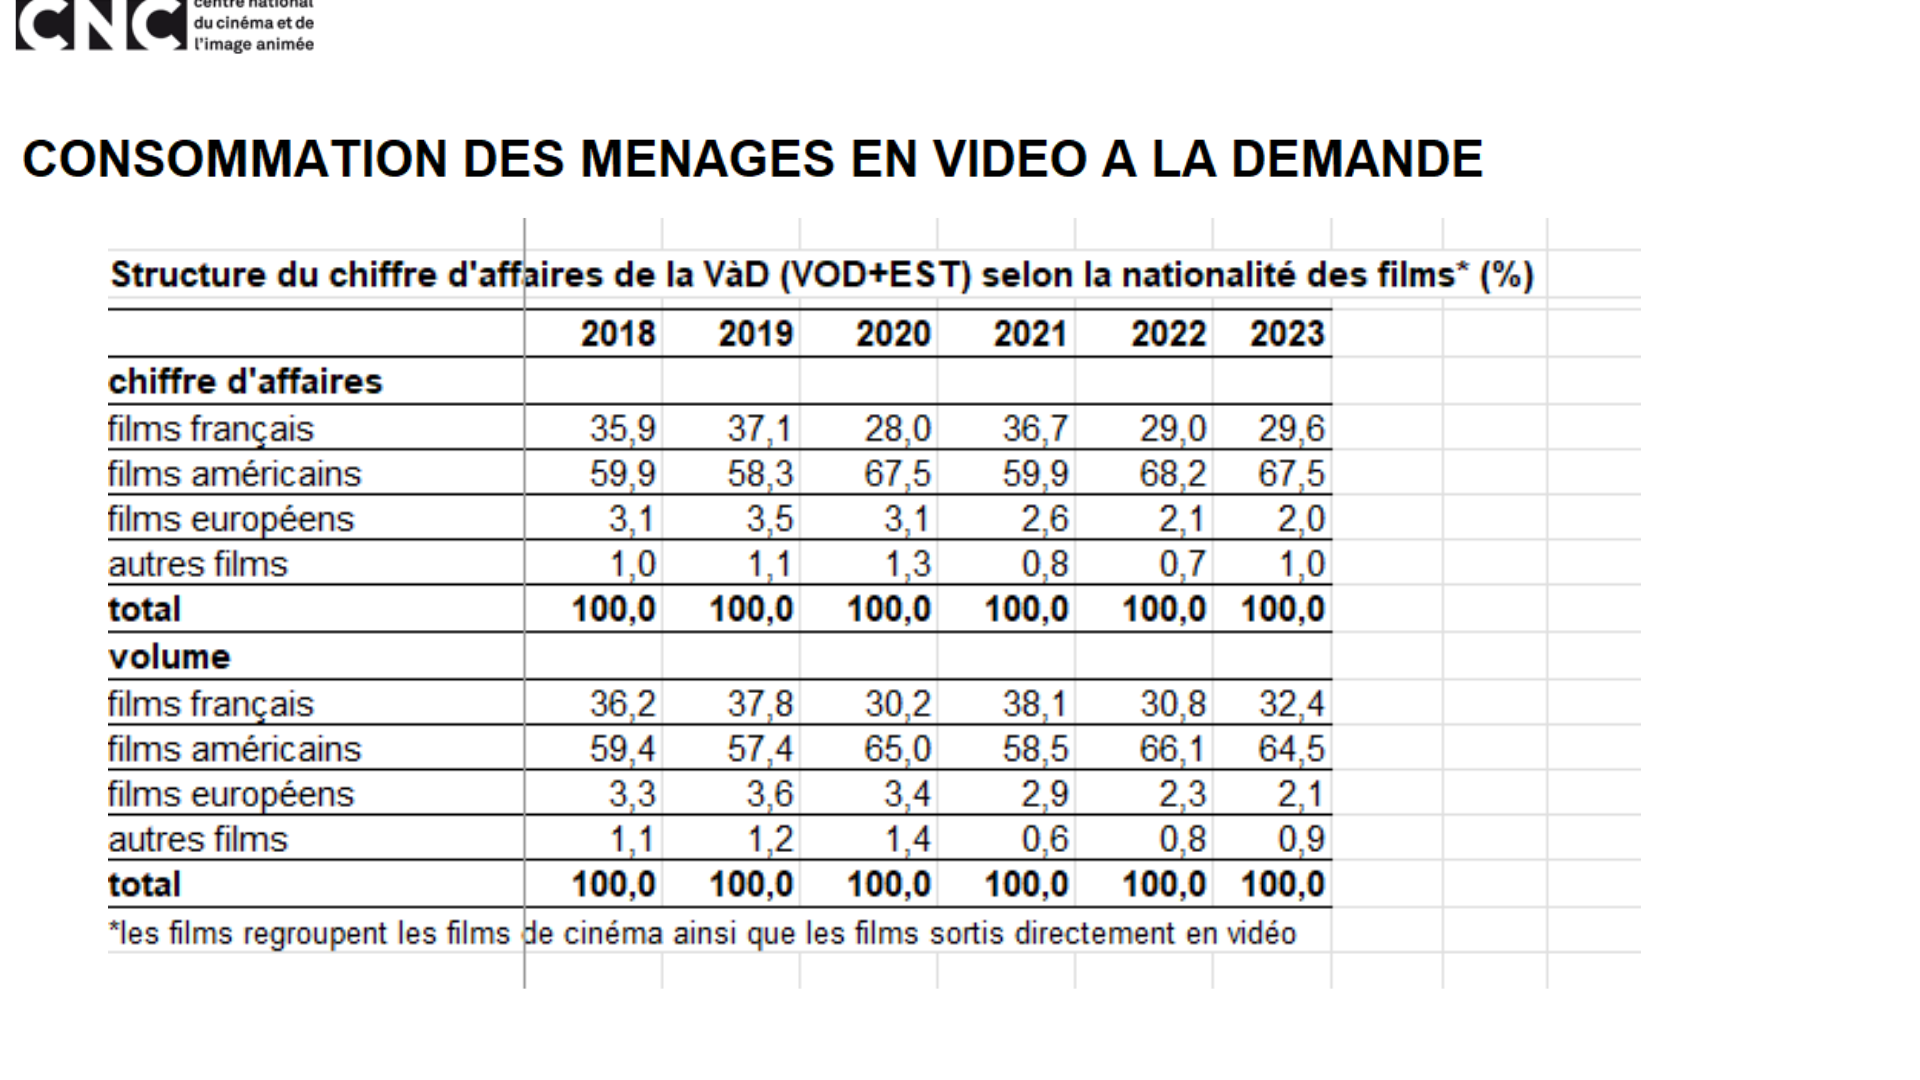 CNC
centre national
du cinéma et de
l'image animée
CONSOMMATION DES MENAGES EN VIDEO A LA DEMANDE
Structure du chiffre d'affaires de la VàD (VOD+EST) selon la nationalité des films* (%)
2018 2019 2020 2021 2022 2023
chiffre d'affaires
films français 35,9 37,1 28,0 36,7 29,0 29,6
films américains 59,9 58,3 67,5 59,9 68,2 67,5
films européens 3,1 3,5 3,1 2,6 2,1 2,0
autres films 1,0 1,1 1,3 0,8 0,7 1,0
total 100,0 100,0 100,0 100,0 100,0 100,0
volume
films français 36,2 37,8 30,2 38,1 30,8 32,4
films américains 59,4 57,4 65,0 58,5 66,1 64,5
films européens 3,3 3,6 3,4 2,9 2,3 2,1
autres films 1,1 1,2 1,4 0,6 0,8 0,9
total 100,0 100,0 100,0 100,0 100,0 100,0
*les films regroupent les films de cinéma ainsi que les films sortis directement en vidéo